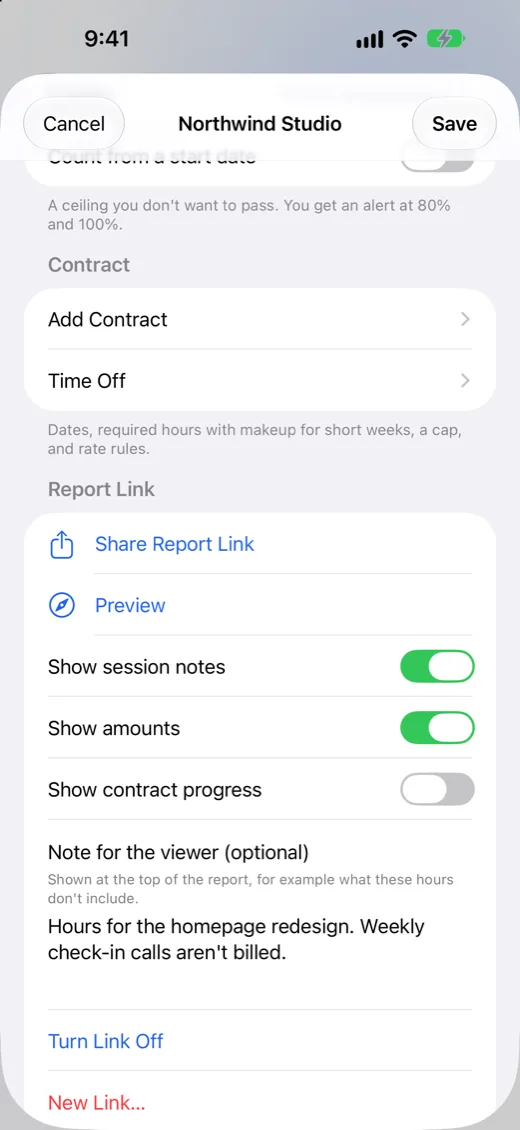 9:41
Cancel
Northwind Studio
Save
Count from a start date
A ceiling you don't want to pass. You get an alert at 80%
and 100%.
Contract
Add Contract
Time Off
Dates, required hours with makeup for short weeks, a cap,
and rate rules.
Report Link
Share Report Link
Preview
Show session notes
Show amounts
Show contract progress
Note for the viewer (optional)
Shown at the top of the report, for example what these hours
don't include.
Hours for the homepage redesign. Weekly
check-in calls aren't billed.
Turn Link Off
New Link...